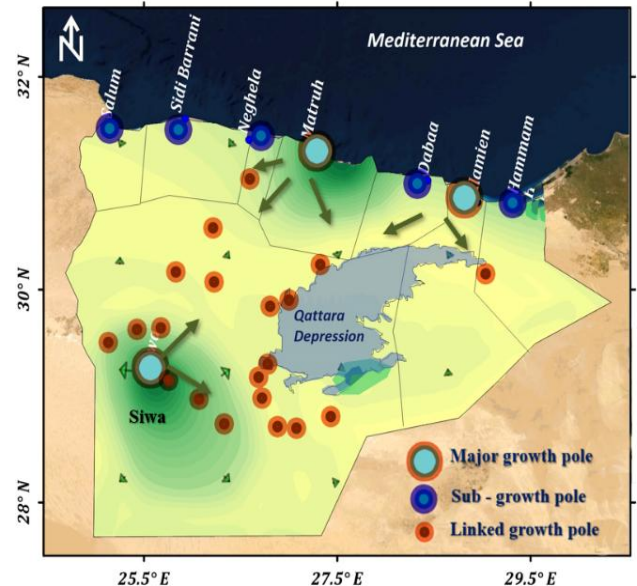 N
Mediterranean Sea
32°N
Salum
Sidi Barrani
Neghela
Matruh
Dabaa
lamien
Hammam
30°N
Qattara
Depression
Siwa
28°N
Major growth pole
Sub - growth pole
Linked growth pole
25.5°E
27.5°E
29.5°E